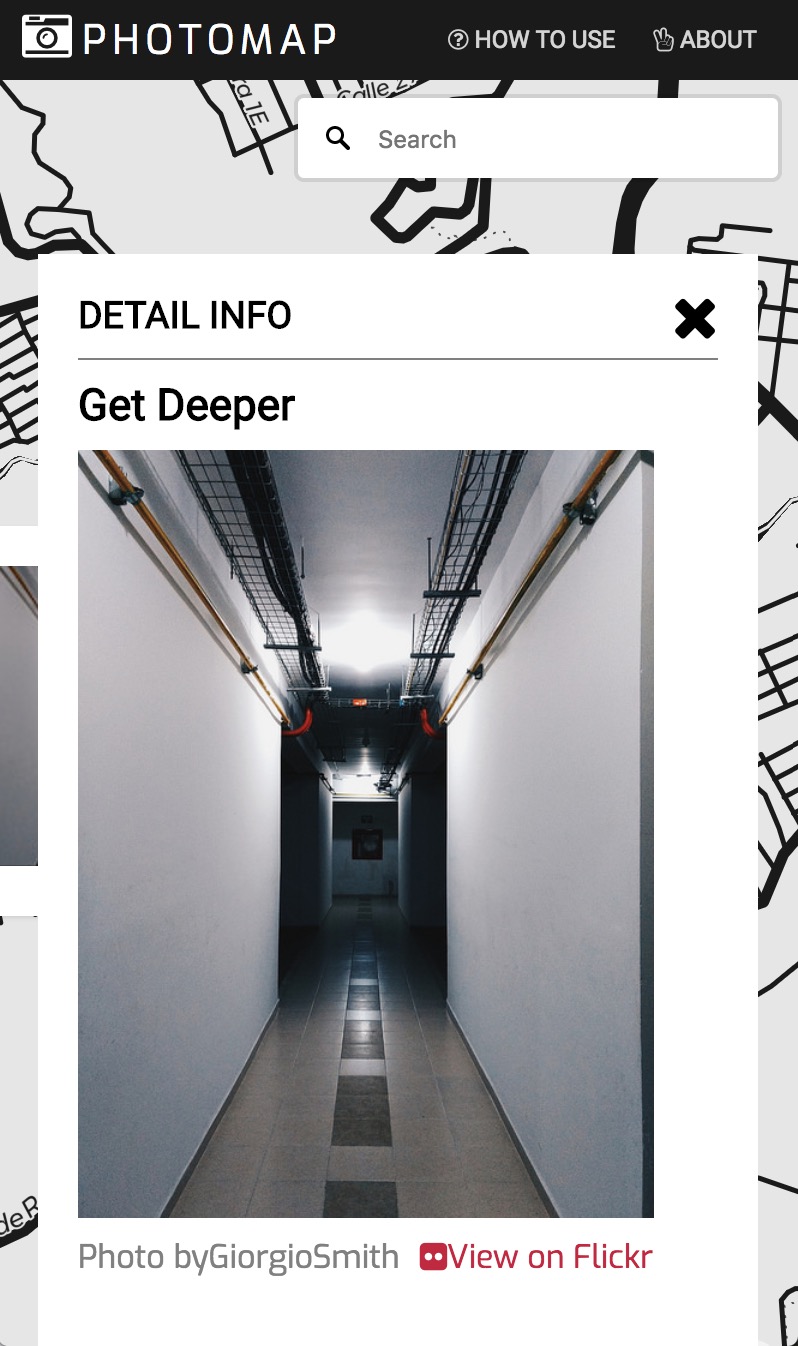 PHOTOMAP
HOW TO USE
ABOUT
ra 1E
Calle 2
Search
DETAIL INFO
Get Deeper
Photo byGiorgioSmith
View on Flickr
de R